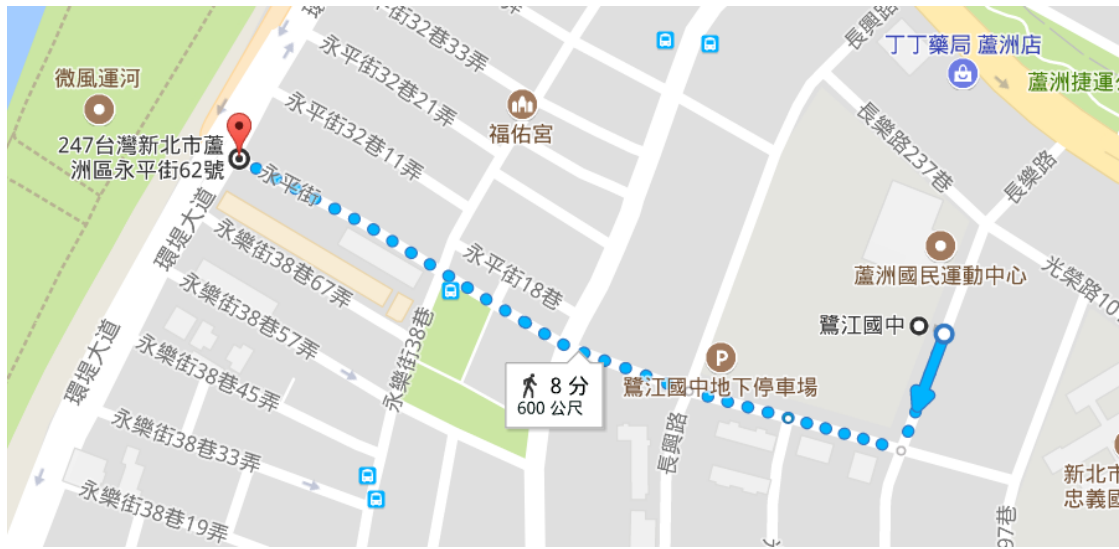 微風運河
247台灣新北市蘆
洲區永平街62號
環堤大道
環堤大道
永平街32巷33弄
永平街32巷21弄
永平街32巷11弄
福佑宮
永平街
永樂街38巷67弄
永樂街38巷57弄
永樂街38巷45弄
永樂街38巷33弄
永樂街38巷19弄
永平街18巷
永樂街38巷
8 分
600 公尺
長興路
丁丁藥局 蘆洲店
蘆洲捷運
長樂路237巷
長樂路
蘆洲國民運動中心
光榮路10
鷺江國中
P
鷺江國中地下停車場
長興路
新北市
忠義國
97巷